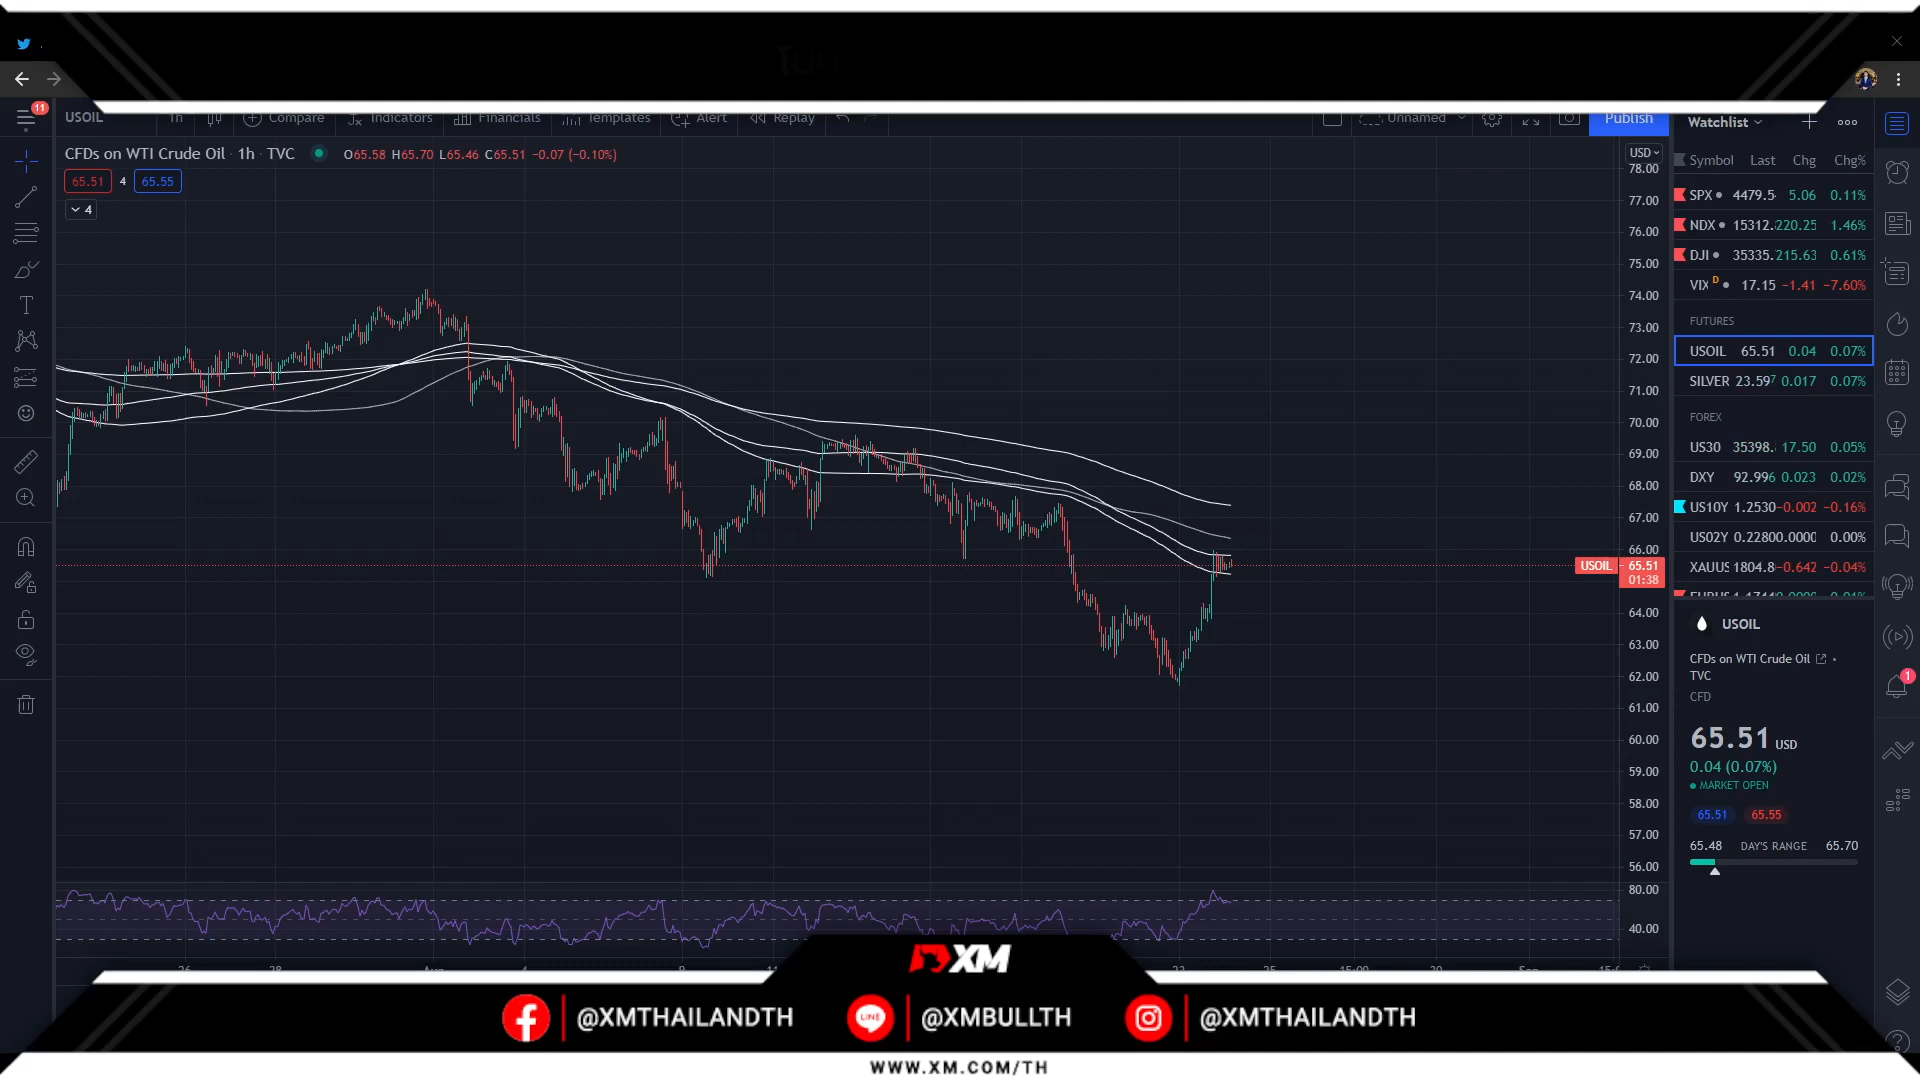 11
USOIL 1h Compare Indicators Financials Templates Alert Replay Unnamed Publish
CFDs on WTI Crude Oil · 1h · TVC O65.58 H65.70 L65.46 C65.51 −0.07 (−0.10%)
65.51 4 65.55
4
USD
78.00
77.00
76.00
75.00
74.00
73.00
72.00
71.00
70.00
69.00
68.00
67.00
66.00
USOIL 65.51
01:38
64.00
63.00
62.00
61.00
60.00
59.00
58.00
57.00
56.00
80.00
40.00
Watchlist
Symbol Last Chg Chg%
SPX 4479.5 5.06 0.11%
NDX 15312. 220.25 1.46%
DJI 35335. 215.63 0.61%
VIX D 17.15 −1.41 −7.60%
FUTURES
USOIL 65.51 0.04 0.07%
SILVER 23.597 0.017 0.07%
FOREX
US30 35398. 17.50 0.05%
DXY 92.996 0.023 0.02%
US10Y 1.2530 −0.002 −0.16%
US02Y 0.2280 0.0000 0.00%
XAUUS 1804.8 −0.642 −0.04%
USOIL
CFDs on WTI Crude Oil
TVC
CFD
65.51 USD
0.04 (0.07%)
MARKET OPEN
65.51 65.55
65.48 DAY'S RANGE 65.70
1
XM
@XMTHAILANDTH LINE @XMBULLTH @XMTHAILANDTH
WWW.XM.COM/TH